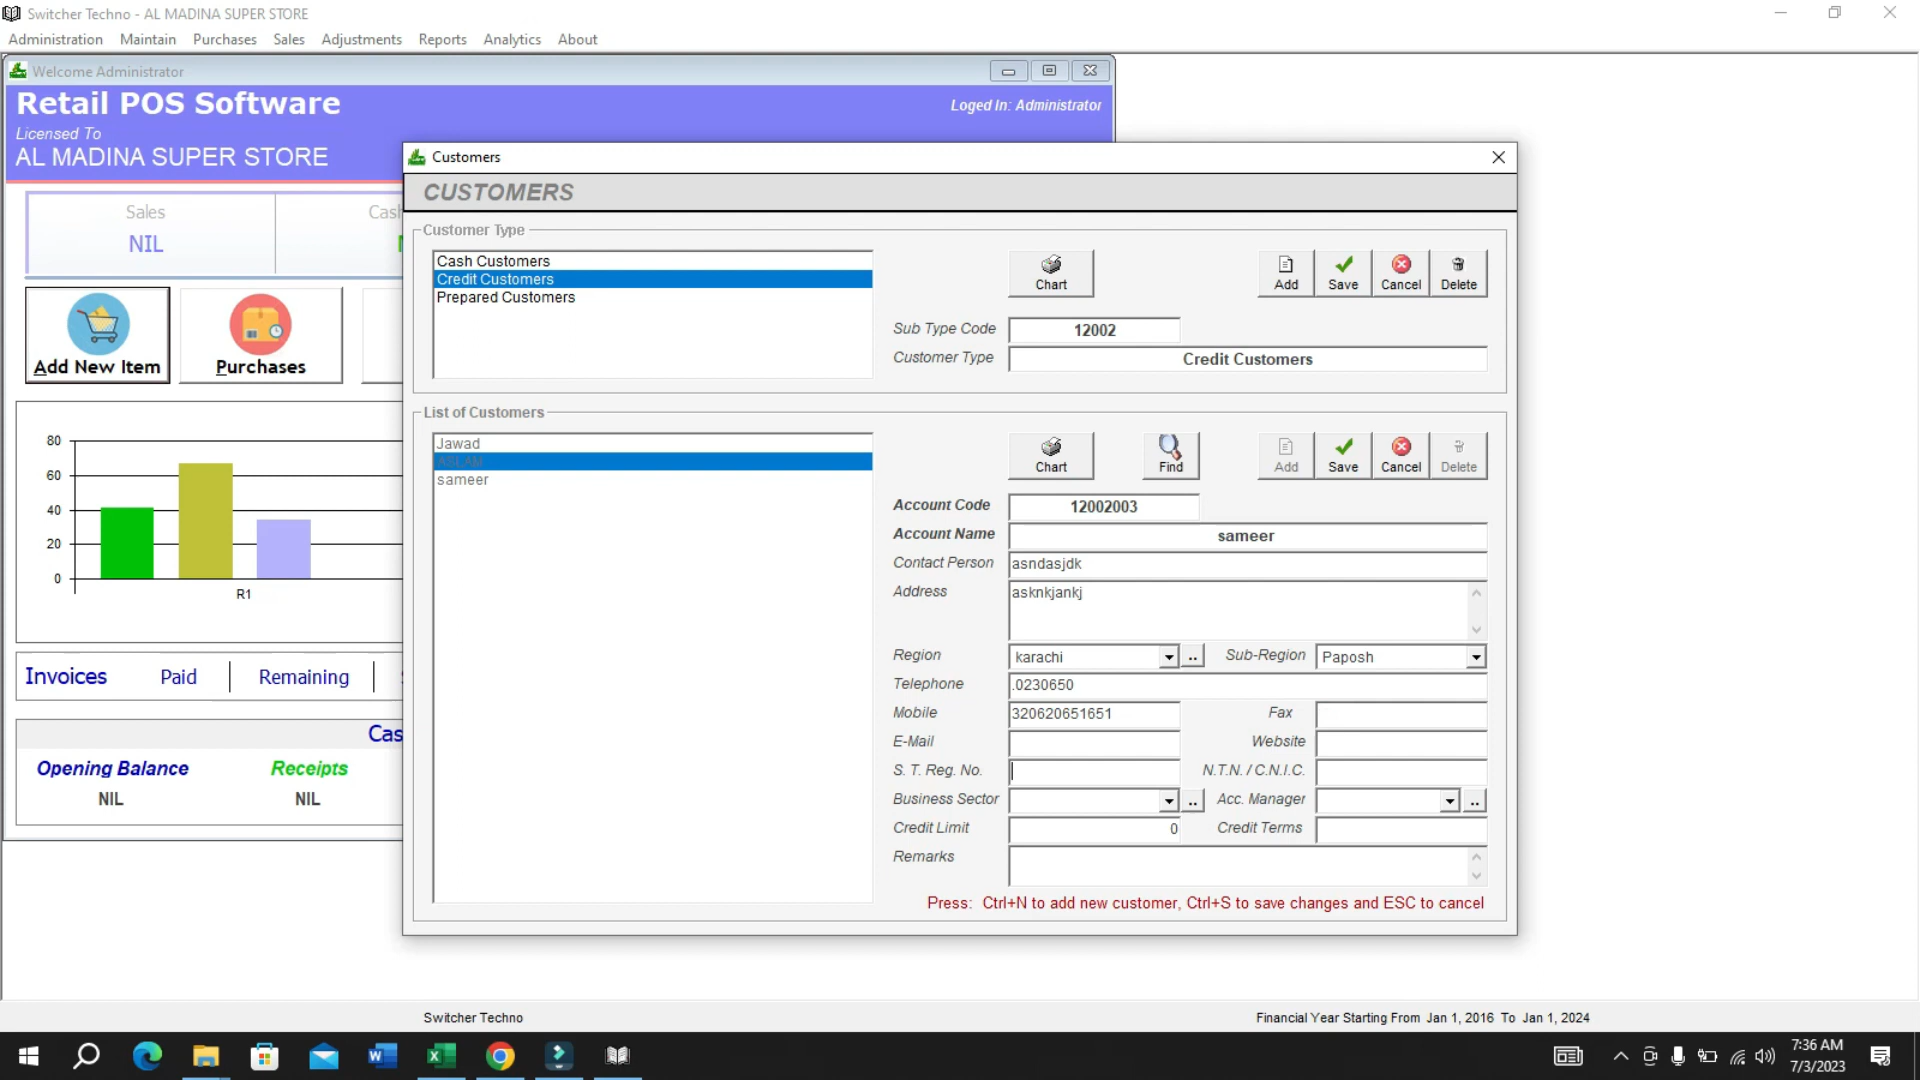 Switcher Techno - AL MADINA SUPER STORE
Administration Maintain Purchases Sales Adjustments Reports Analytics About
Welcome Administrator
Retail POS Software
Loged In: Administrator
Licensed To
AL MADINA SUPER STORE
Sales
NIL
Cash
Add New Item
Purchases
80
60
40
20
0
R1
Invoices Paid Remaining
Cas
Opening Balance Receipts
NIL NIL
Customers
CUSTOMERS
Customer Type
Cash Customers
Credit Customers
Prepared Customers
Chart
Add Save Cancel Delete
Sub Type Code 12002
Customer Type Credit Customers
List of Customers
Jawad
ASLAM
sameer
Chart
Find
Add Save Cancel Delete
Account Code 12002003
Account Name sameer
Contact Person asndasjdk
Address asknkjankj
Region karachi .. Sub-Region Paposh
Telephone .0230650
Mobile 320620651651 Fax
E-Mail Website
S. T. Reg. No. N.T.N. / C.N.I.C.
Business Sector .. Acc. Manager ..
Credit Limit 0 Credit Terms
Remarks
Press: Ctrl+N to add new customer, Ctrl+S to save changes and ESC to cancel
Switcher Techno
Financial Year Starting From Jan 1, 2016 To Jan 1, 2024
7:36 AM
7/3/2023